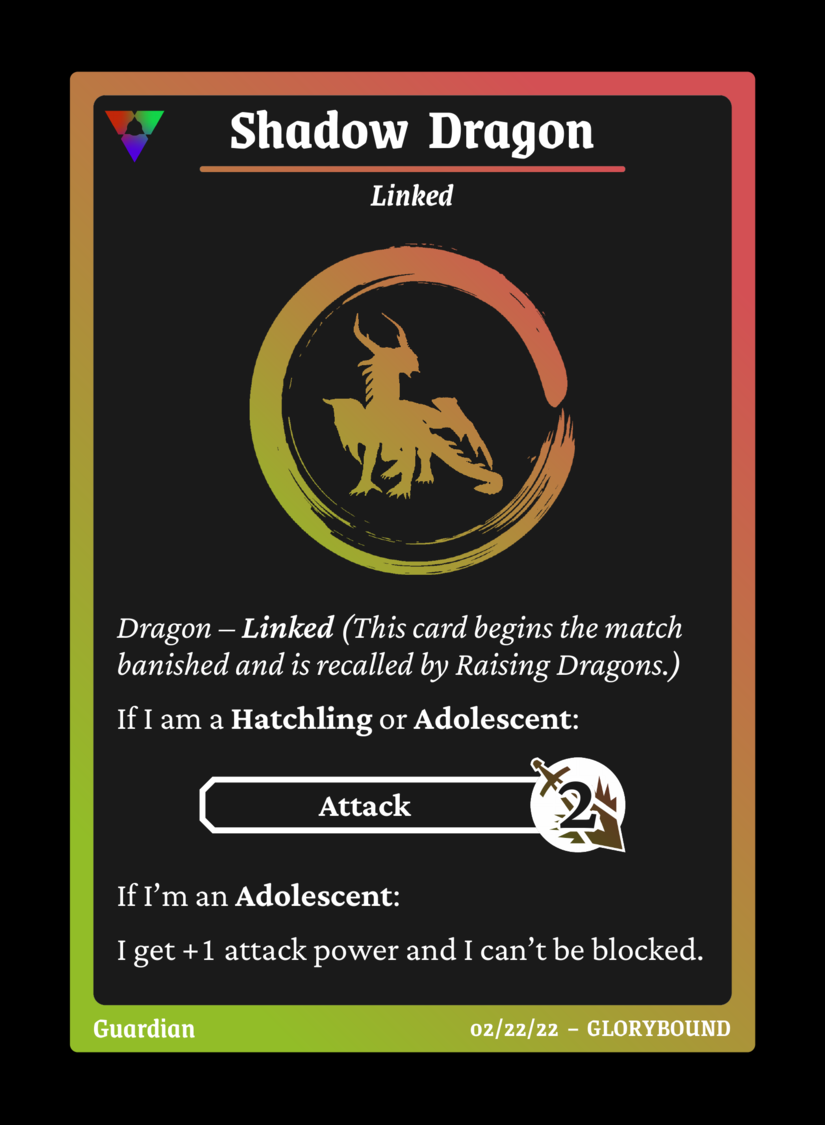 Shadow Dragon
Linked
Dragon – Linked (This card begins the match
banished and is recalled by Raising Dragons.)
If I am a Hatchling or Adolescent:
Attack 2
If I’m an Adolescent:
I get +1 attack power and I can’t be blocked.
Guardian 02/22/22 – GLORYBOUND